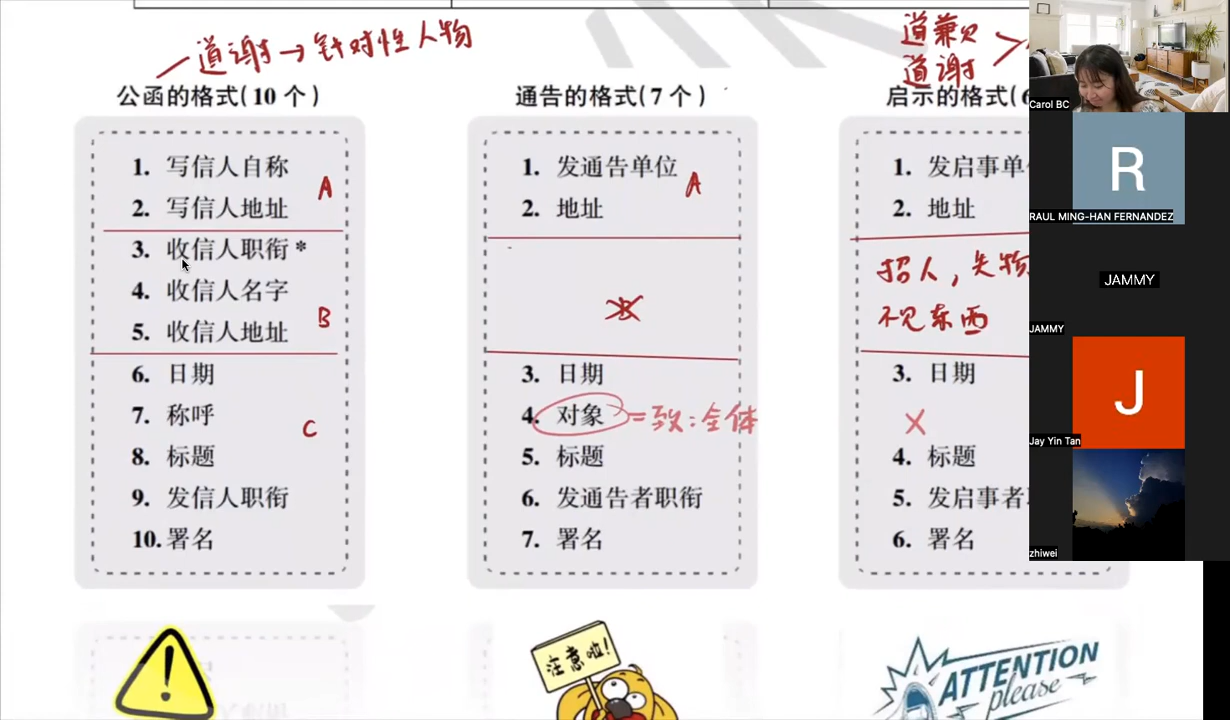 道谢→针对性人物
道歉
道谢
公函的格式(10 个)
1. 写信人自称
2. 写信人地址
A
3. 收信人职衔*
4. 收信人名字
5. 收信人地址
B
6. 日期
7. 称呼
8. 标题
9. 发信人职衔
10. 署名
C
通告的格式(7 个)
1. 发通告单位
2. 地址
A
B
3. 日期
4. 对象 =致:全体
5. 标题
6. 发通告者职衔
7. 署名
启示的格式(
1. 发启事单
2. 地址
招人,失物
不见东西
3. 日期
X
4. 标题
5. 发启事者
6. 署名
!
注意啦!
ATTENTION
please
Carol BC
R
RAUL MING-HAN FERNANDEZ
JAMMY
JAMMY
J
Jay Yin Tan
zhiwei